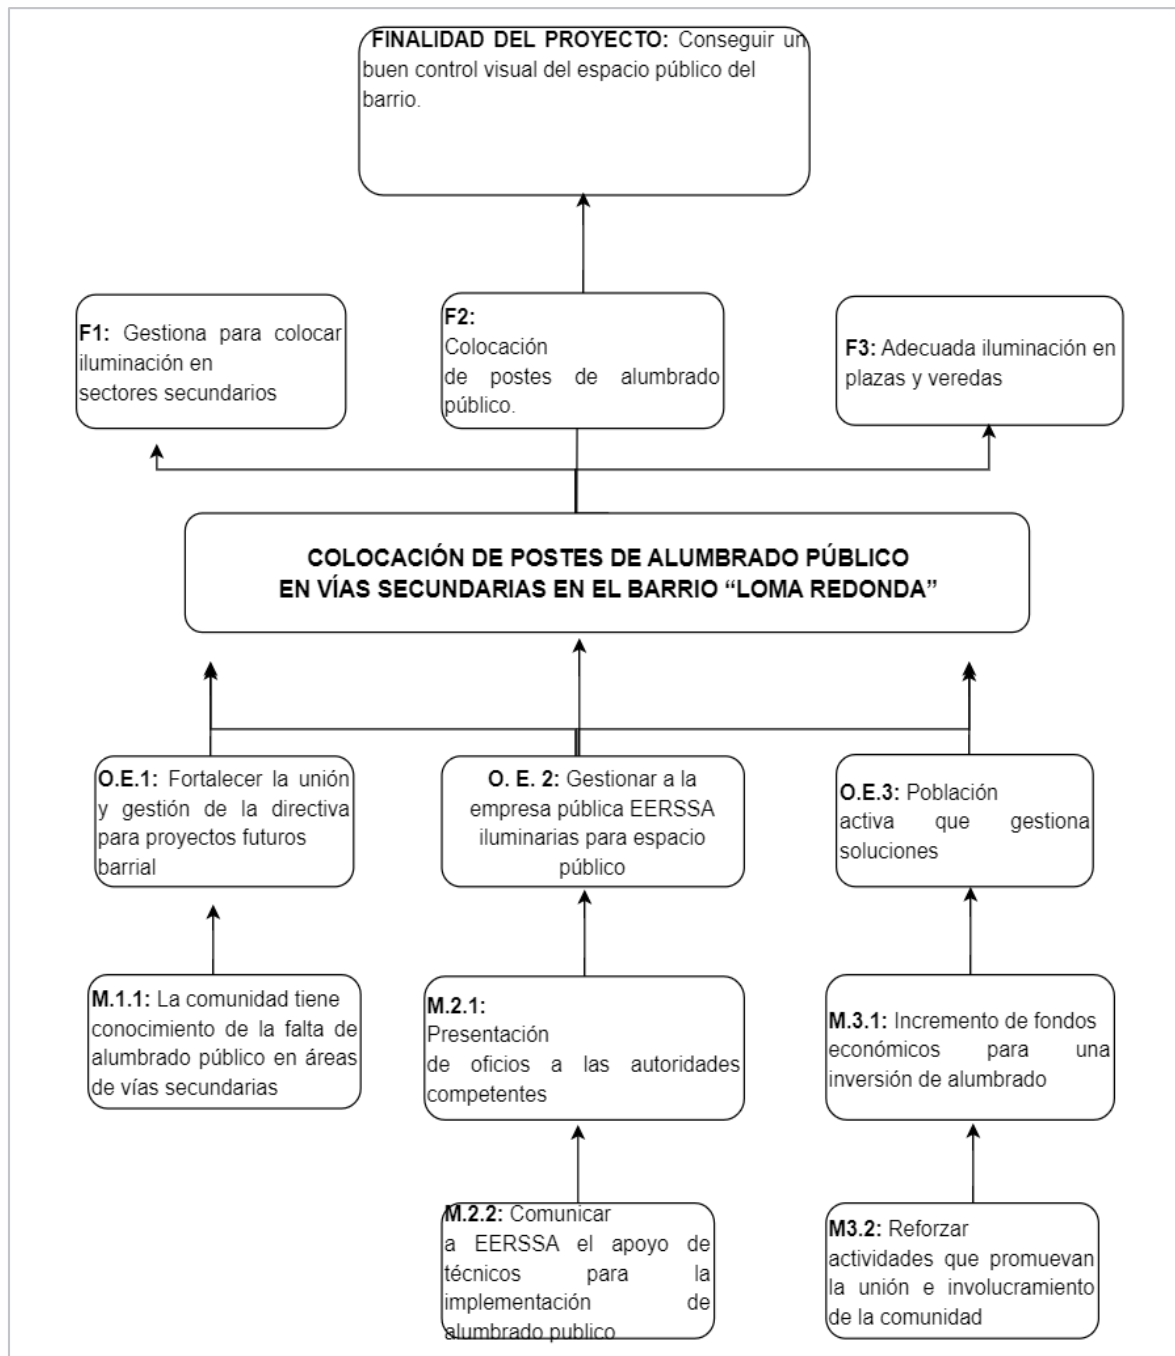 FINALIDAD DEL PROYECTO: Conseguir un
buen control visual del espacio público del
barrio.
F1: Gestiona para colocar
iluminación en
sectores secundarios
F2:
Colocación
de postes de alumbrado
público.
F3: Adecuada iluminación en
plazas y veredas
COLOCACIÓN DE POSTES DE ALUMBRADO PÚBLICO
EN VÍAS SECUNDARIAS EN EL BARRIO “LOMA REDONDA”
O.E.1: Fortalecer la unión
y gestión de la directiva
para proyectos futuros
barrial
O. E. 2: Gestionar a la
empresa pública EERSSA
iluminarias para espacio
público
O.E.3: Población
activa que gestiona
soluciones
M.1.1: La comunidad tiene
conocimiento de la falta de
alumbrado público en áreas
de vías secundarias
M.2.1:
Presentación
de oficios a las autoridades
competentes
M.3.1: Incremento de fondos
económicos para una
inversión de alumbrado
M.2.2: Comunicar
a EERSSA el apoyo de
técnicos para la
implementación de
alumbrado publico
M3.2: Reforzar
actividades que promuevan
la unión e involucramiento
de la comunidad